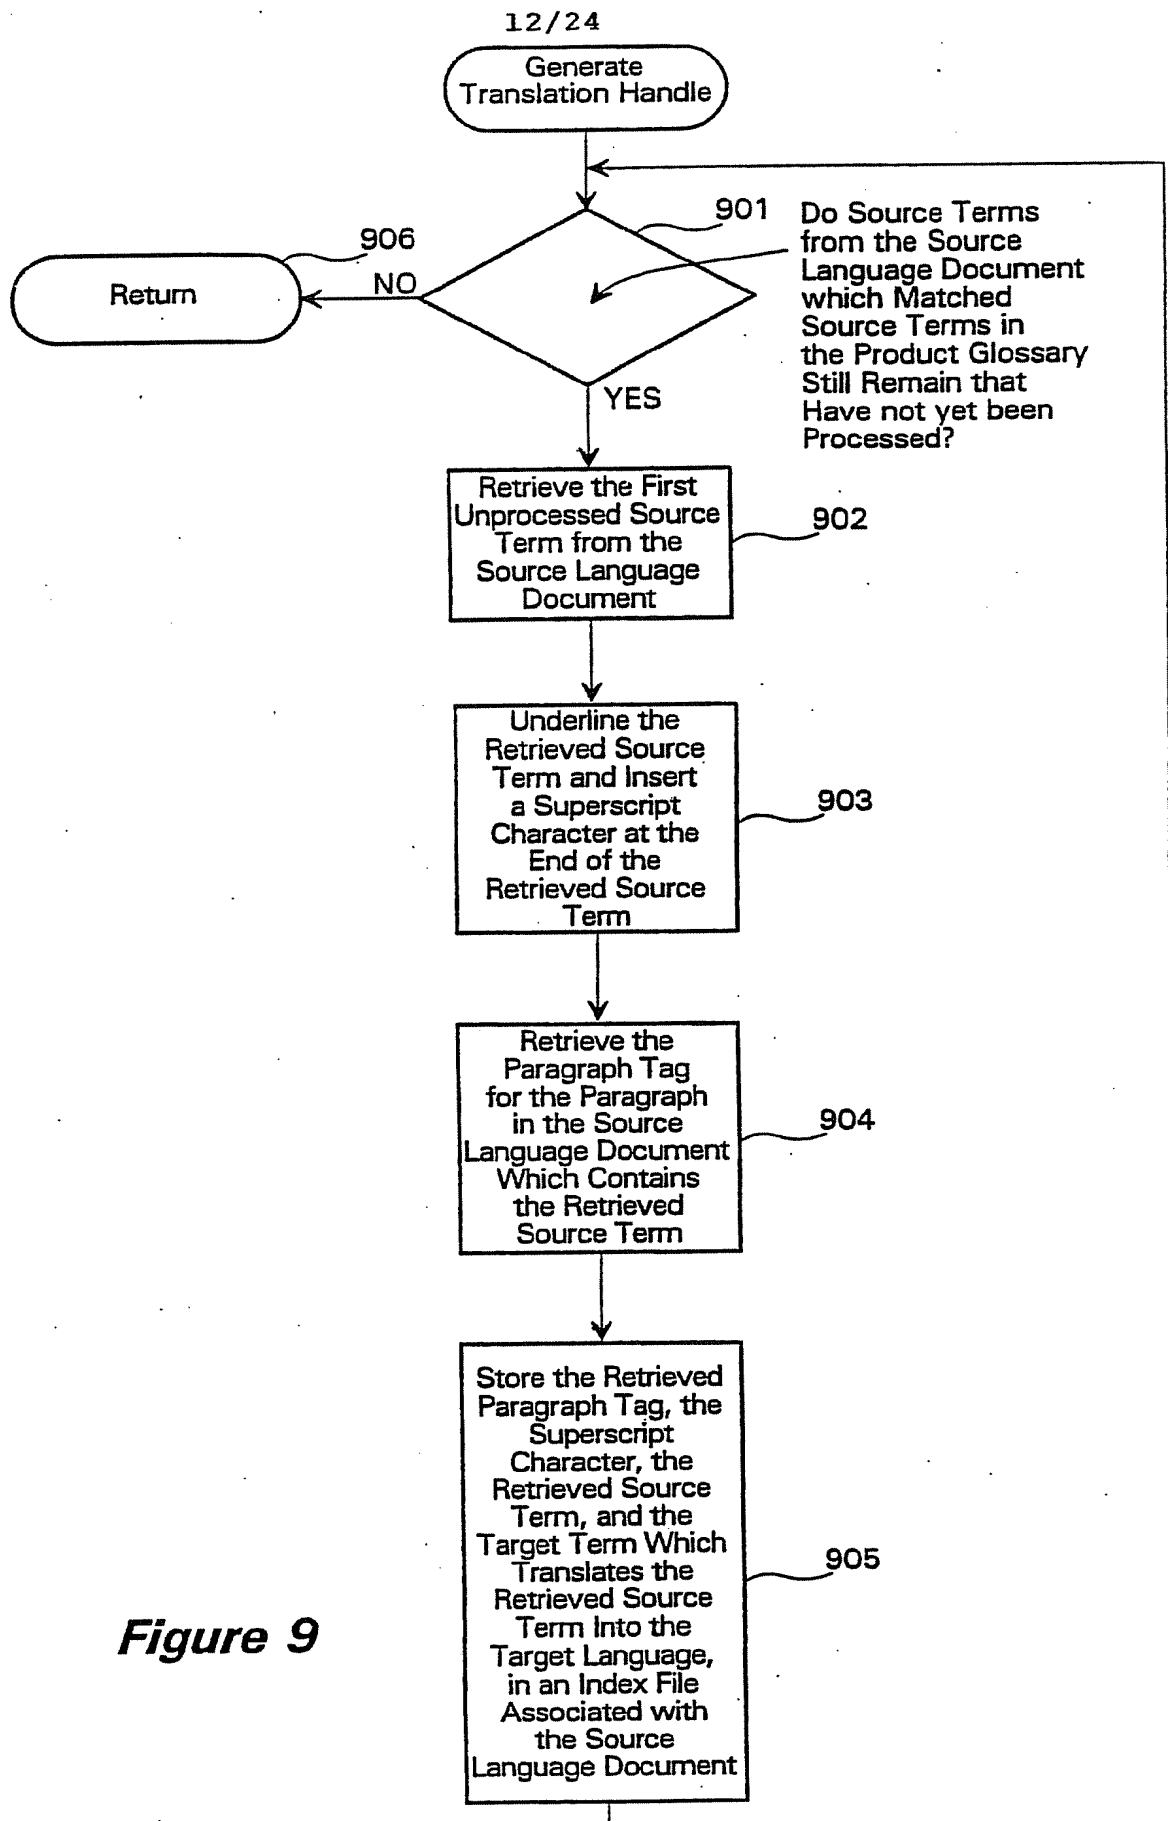 12/24
Generate
Translation Handle
901
Do Source Terms
from the Source
Language Document
which Matched
Source Terms in
the Product Glossary
Still Remain that
Have not yet been
Processed?
906
Return
NO
YES
Retrieve the First
Unprocessed Source
Term from the
Source Language
Document
902
Underline the
Retrieved Source
Term and Insert
a Superscript
Character at the
End of the
Retrieved Source
Term
903
Retrieve the
Paragraph Tag
for the Paragraph
in the Source
Language Document
Which Contains
the Retrieved
Source Term
904
Store the Retrieved
Paragraph Tag, the
Superscript
Character, the
Retrieved Source
Term, and the
Target Term Which
Translates the
Retrieved Source
Term Into the
Target Language,
in an Index File
Associated with
the Source
Language Document
905
Figure 9